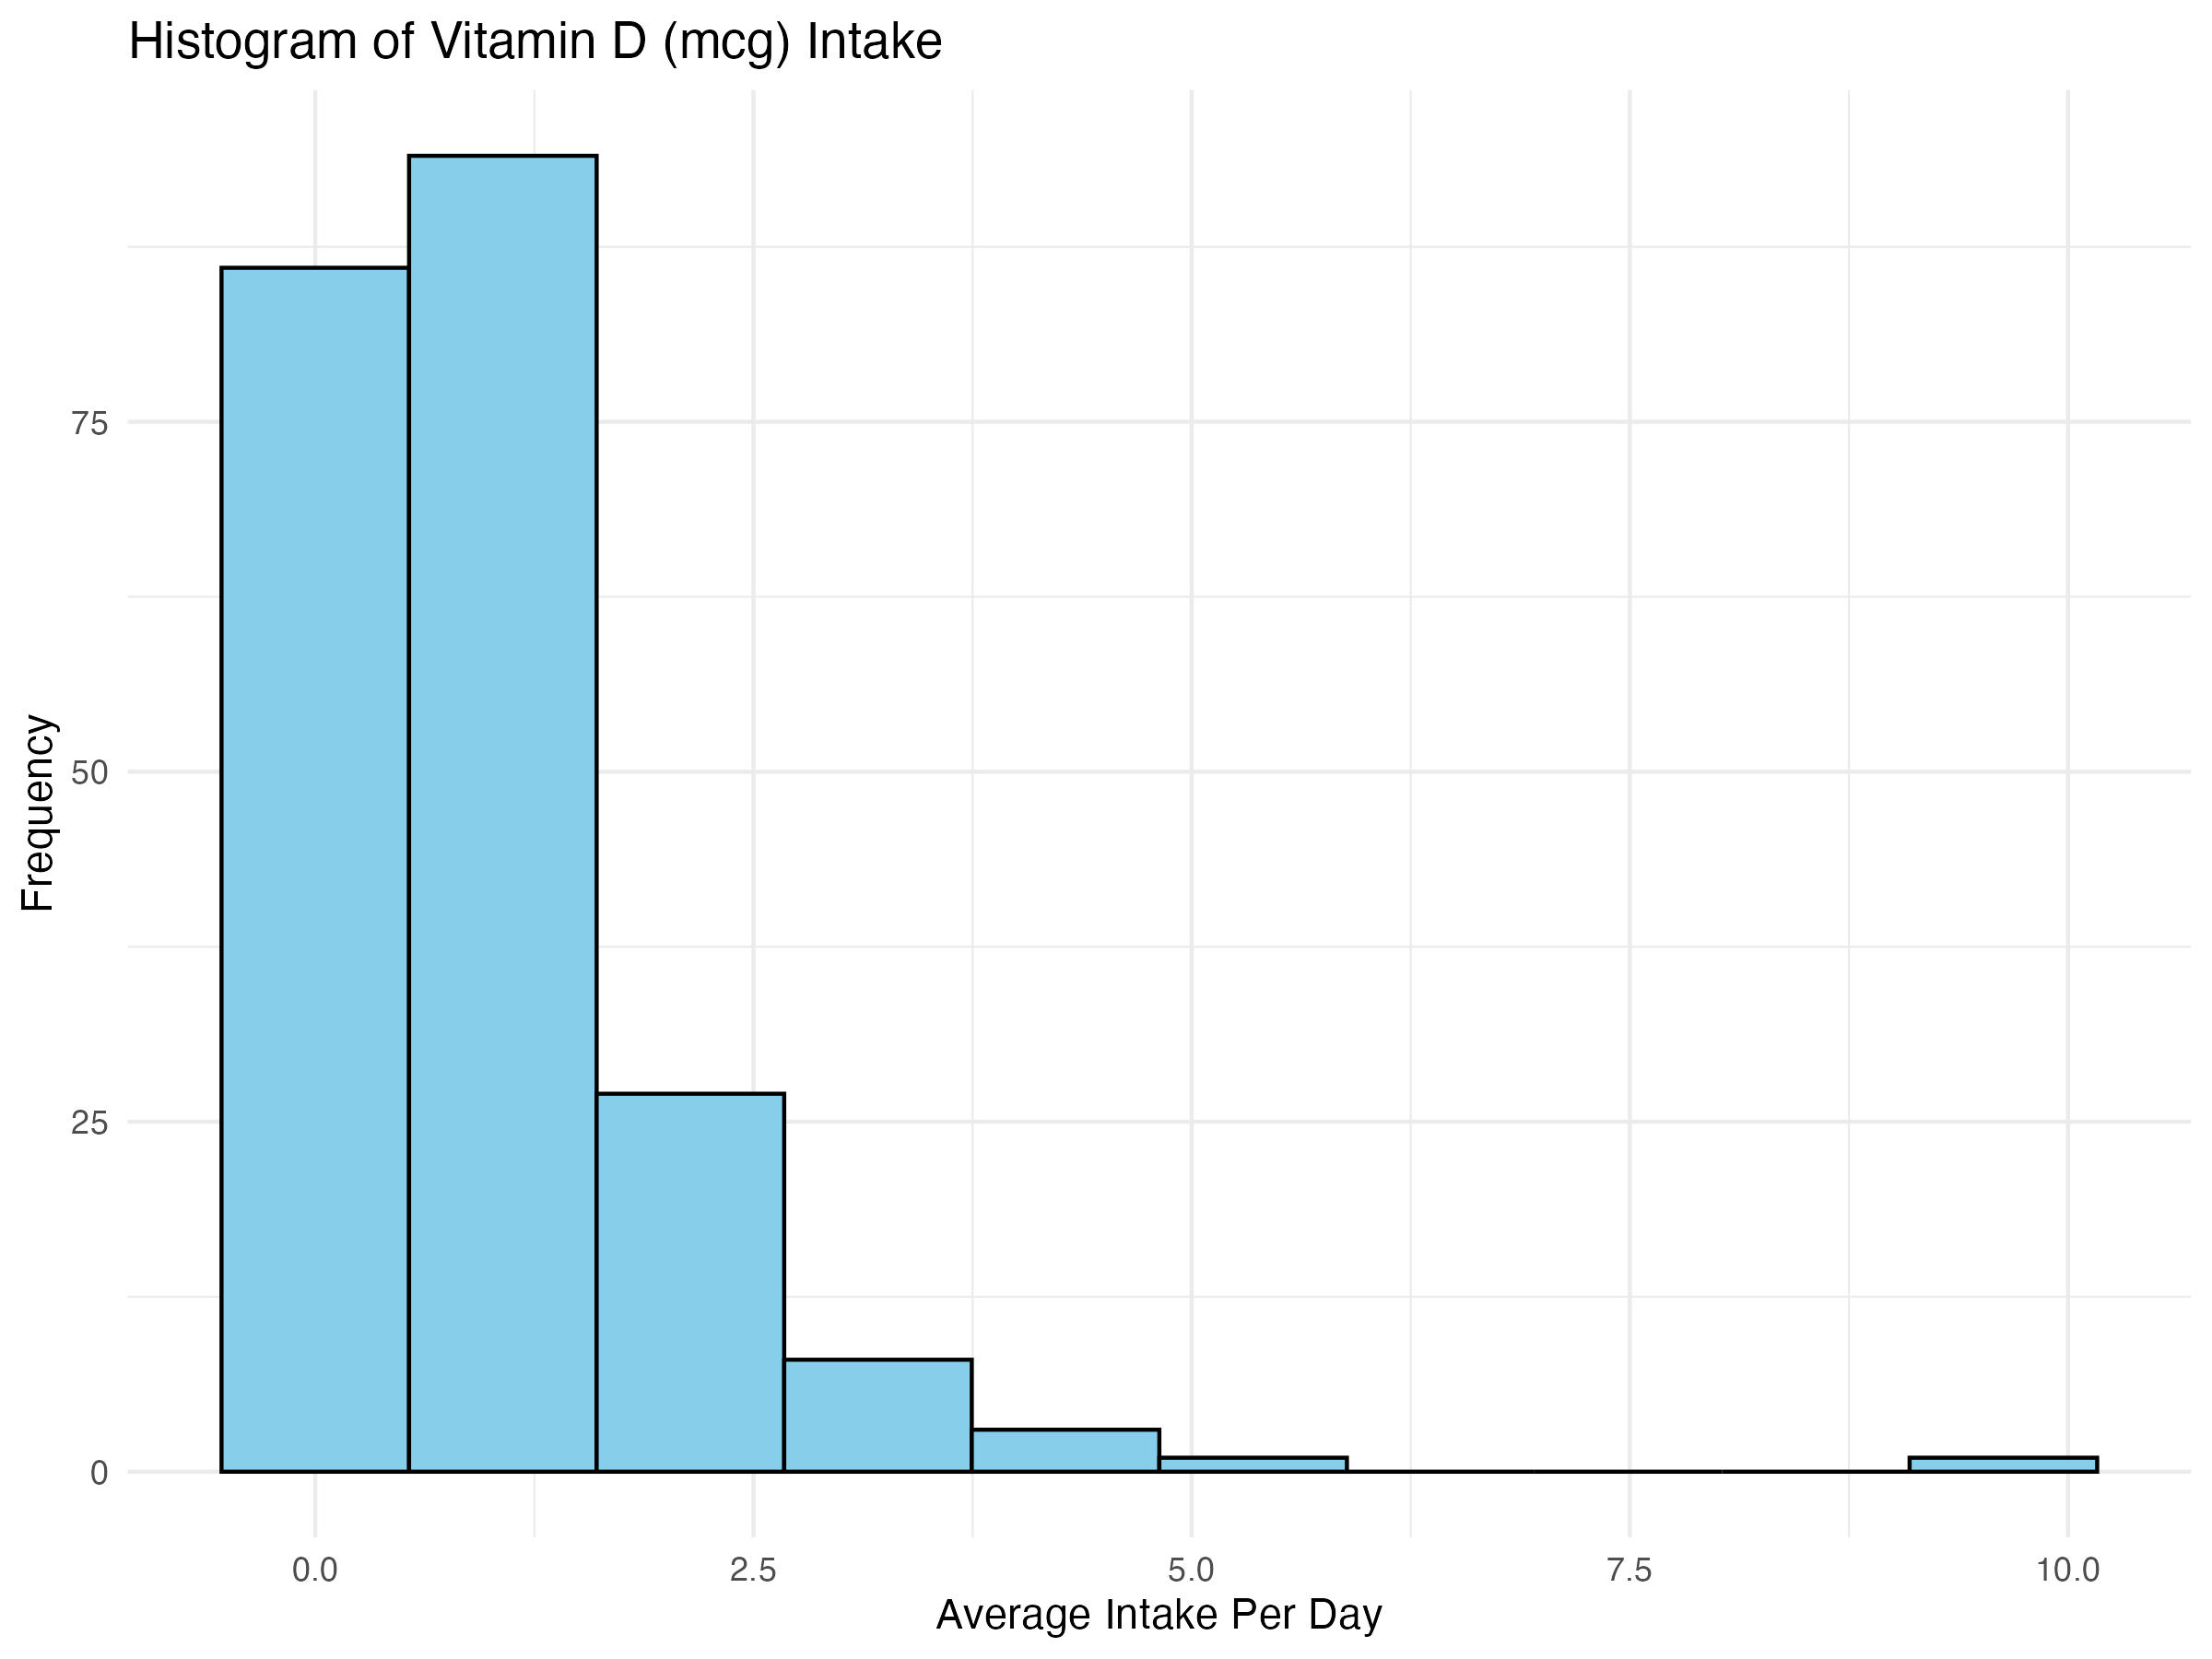 Histogram of Vitamin D (mcg) Intake
Frequency
75
50
25
0
0.0 2.5 5.0 7.5 10.0
Average Intake Per Day